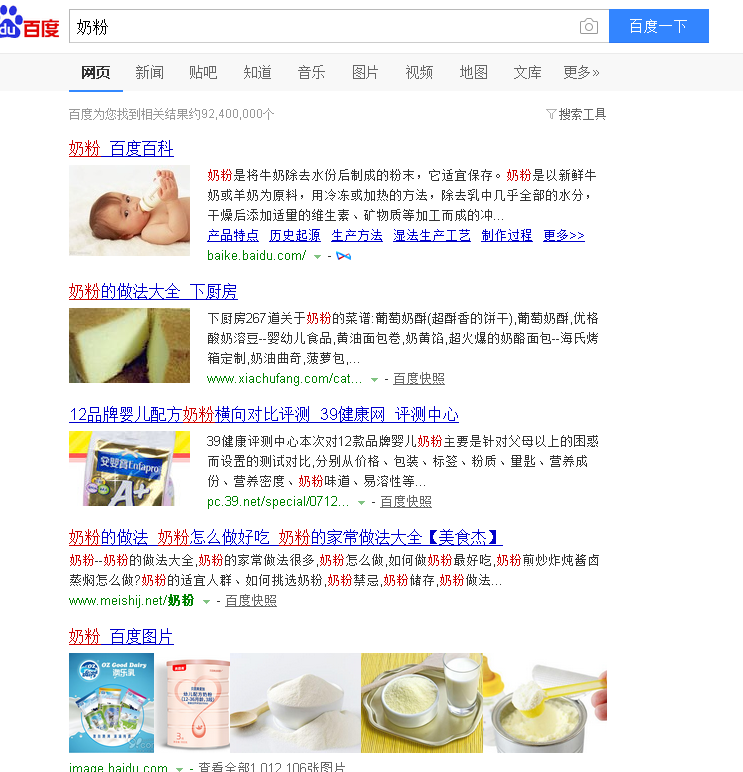 du百度
奶粉
百度一下
网页 新闻 贴吧 知道 音乐 图片 视频 地图 文库 更多»
百度为您找到相关结果约92,400,000个
搜索工具
奶粉_百度百科
奶粉是将牛奶除去水份后制成的粉末，它适宜保存。奶粉是以新鲜牛
奶或羊奶为原料，用冷冻或加热的方法，除去乳中几乎全部的水分，
干燥后添加适量的维生素、矿物质等加工而成的冲...
产品特点 历史起源 生产方法 湿法生产工艺 制作过程 更多>>
baike.baidu.com/ -
奶粉的做法大全_下厨房
下厨房267道关于奶粉的菜谱:葡萄奶酥(超酥香的饼干),葡萄奶酥,优格
酸奶溶豆--婴幼儿食品,黄油面包卷,奶黄馅,超火爆的奶酪面包--海氏烤
箱定制,奶油曲奇,菠萝包,...
www.xiachufang.com/cat... - 百度快照
12品牌婴儿配方奶粉横向对比评测_39健康网_评测中心
安婴宝
Enfapro
A+
39健康评测中心本次对12款品牌婴儿奶粉主要是针对父母以上的困惑
而设置的测试对比,分别从价格、包装、标签、粉质、量匙、营养成
份、营养密度、奶粉味道、易溶性等...
pc.39.net/special/0712... - 百度快照
奶粉的做法_奶粉怎么做好吃_奶粉的家常做法大全【美食杰】
奶粉--奶粉的做法大全,奶粉的家常做法很多,奶粉怎么做,如何做奶粉最好吃,奶粉煎炒炸炖酱卤
蒸焖怎么做?奶粉的适宜人群、如何挑选奶粉,奶粉禁忌,奶粉储存,奶粉做法...
www.meishij.net/奶粉 - 百度快照
奶粉_百度图片
OZ Good Dairy
澳乐乳
幼儿配方奶粉
image.baidu.com - 查看全部1,012,106张图片